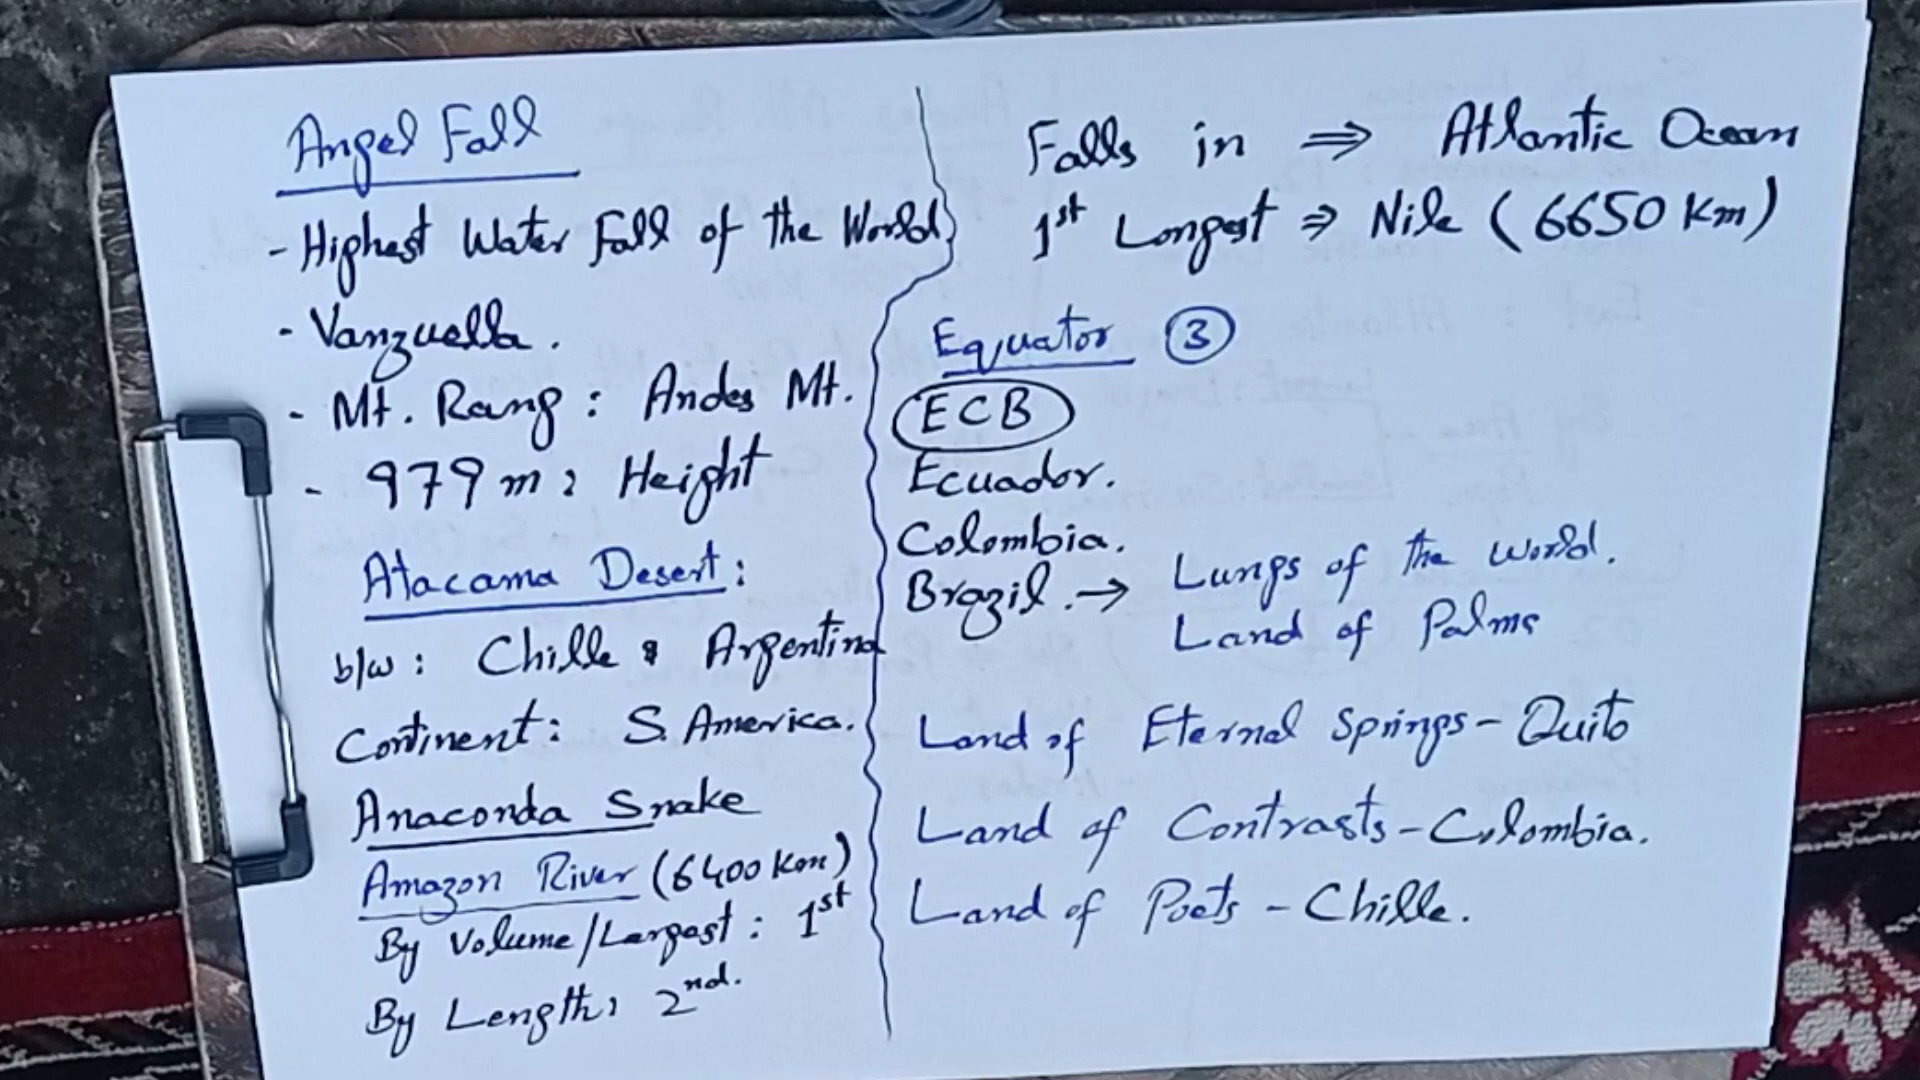 Angel Fall
- Highest Water Fall of the World
- Vanzuella.
- Mt. Rang : Andes Mt.
- 979 m : Height
Atacama Desert :
b/w : Chille & Argentina
Continent : S. America.
Anaconda Snake
Amazon River (6400 Km)
By Volume/Largest : 1st
By Length : 2nd.
Falls in ⇒ Atlantic Ocean
1st Longest ⇒ Nile (6650 Km)
Equator 3
ECB
Ecuador.
Colombia.
Brazil. → Lungs of the World.
Land of Palms
Land of Eternal Springs - Quito
Land of Contrasts - Colombia.
Land of Poets - Chille.